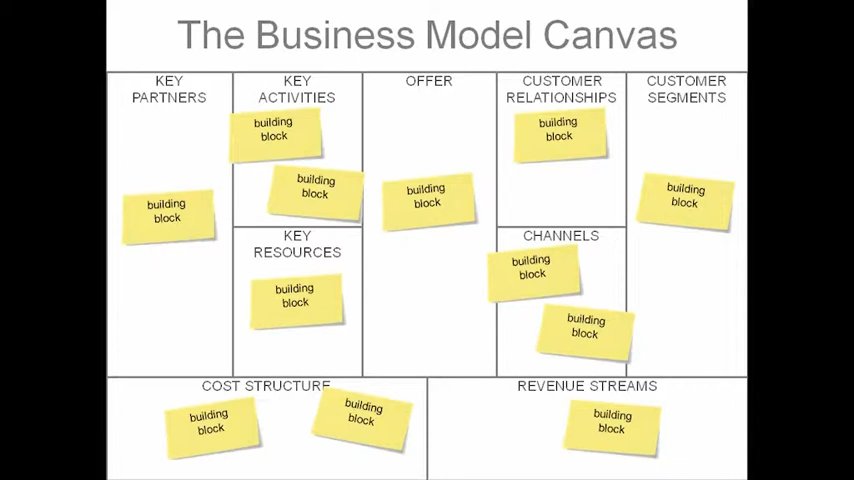 The Business Model Canvas
KEY
PARTNERS
building
block
KEY
ACTIVITIES
building
block
building
block
KEY
RESOURCES
building
block
OFFER
building
block
CUSTOMER
RELATIONSHIPS
building
block
CHANNELS
building
block
building
block
CUSTOMER
SEGMENTS
building
block
COST STRUCTURE
building
block
building
block
REVENUE STREAMS
building
block